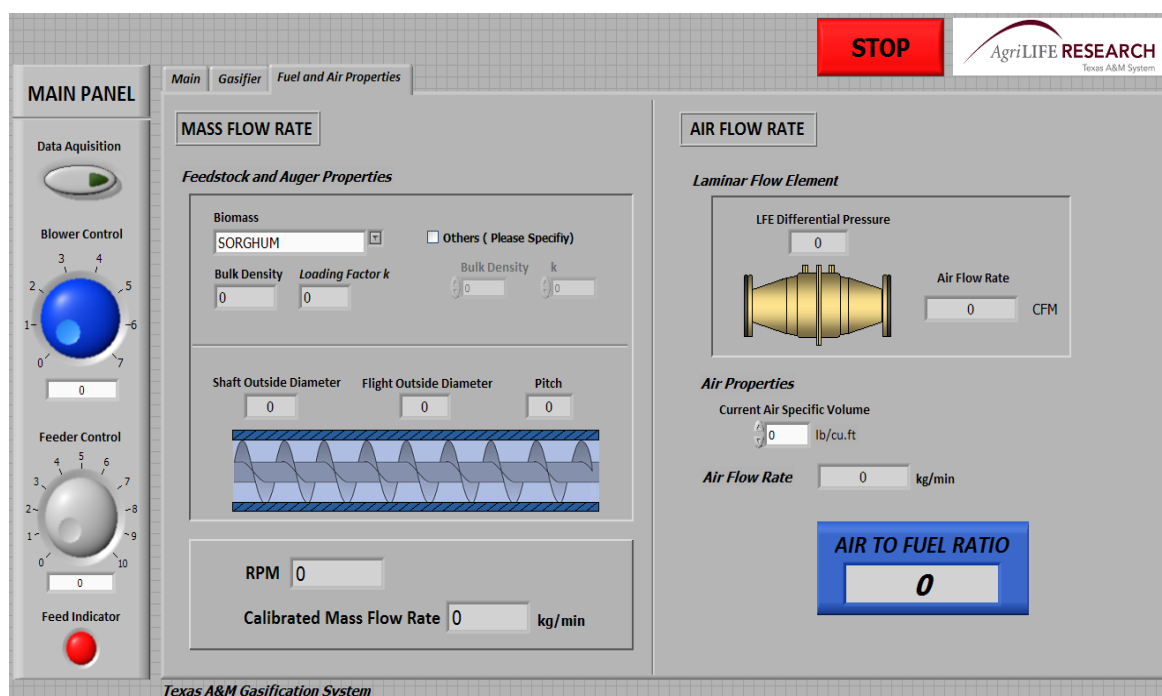 STOP
AgriLIFE RESEARCH
Texas A&M System
MAIN PANEL
Data Aquisition
Blower Control
3 4
2 5
1 6
0 7
0
Feeder Control
5
4 6
3 7
2 8
1 9
0 10
0
Feed Indicator
Main Gasifier Fuel and Air Properties
MASS FLOW RATE
Feedstock and Auger Properties
Biomass
SORGHUM
Others ( Please Specifiy)
Bulk Density Loading Factor k
0 0
Bulk Density k
0 0
Shaft Outside Diameter Flight Outside Diameter Pitch
0 0 0
RPM 0
Calibrated Mass Flow Rate 0 kg/min
AIR FLOW RATE
Laminar Flow Element
LFE Differential Pressure
0
Air Flow Rate
0 CFM
Air Properties
Current Air Specific Volume
0 lb/cu.ft
Air Flow Rate 0 kg/min
AIR TO FUEL RATIO
0
Texas A&M Gasification System